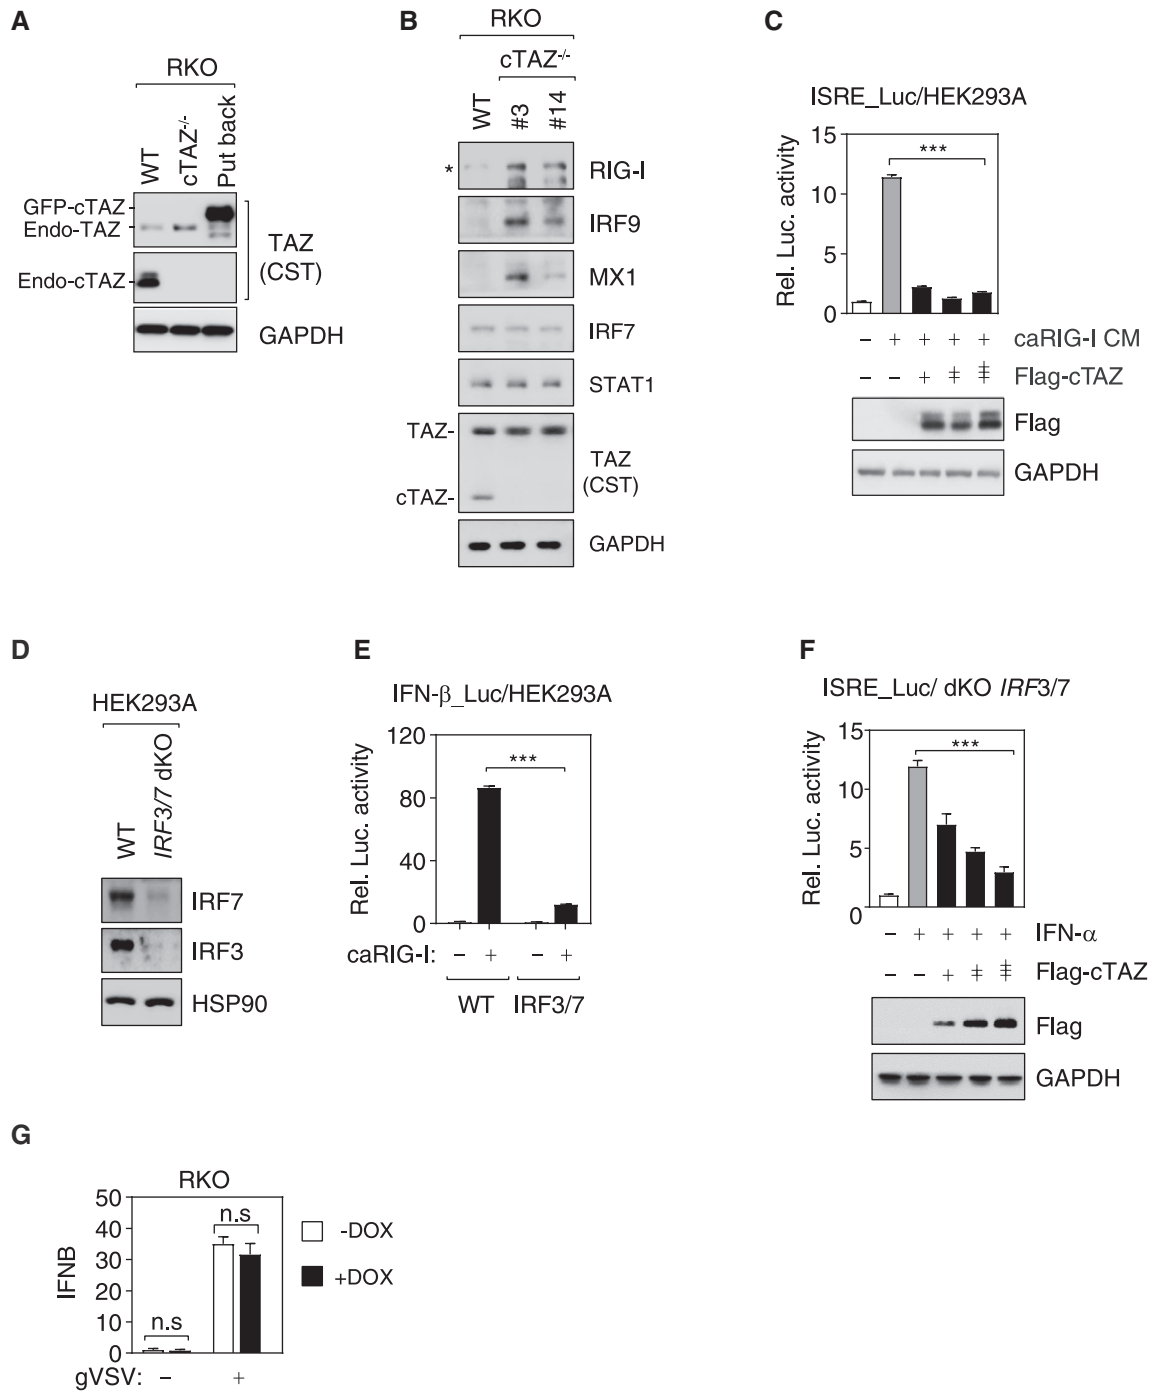 A
RKO
WT
cTAZ-/-
Put back
GFP-cTAZ
Endo-TAZ
Endo-cTAZ
TAZ
(CST)
GAPDH
B
RKO
cTAZ-/-
WT
#3
#14
*
RIG-I
IRF9
MX1
IRF7
STAT1
TAZ-
cTAZ-
TAZ
(CST)
GAPDH
C
ISRE_Luc/HEK293A
Rel. Luc. activity
15
10
5
0
***
– + + + + caRIG-I CM
– – + ‡ ‡ Flag-cTAZ
Flag
GAPDH
D
HEK293A
WT
IRF3/7 dKO
IRF7
IRF3
HSP90
E
IFN-β_Luc/HEK293A
Rel. Luc. activity
120
80
40
0
***
caRIG-I: – + – +
WT IRF3/7
F
ISRE_Luc/ dKO IRF3/7
Rel. Luc. activity
15
10
5
0
***
– + + + + IFN-α
– – + ‡ ‡ Flag-cTAZ
Flag
GAPDH
G
RKO
IFNB
50
40
30
20
10
0
n.s
n.s
gVSV: – +
-DOX
+DOX